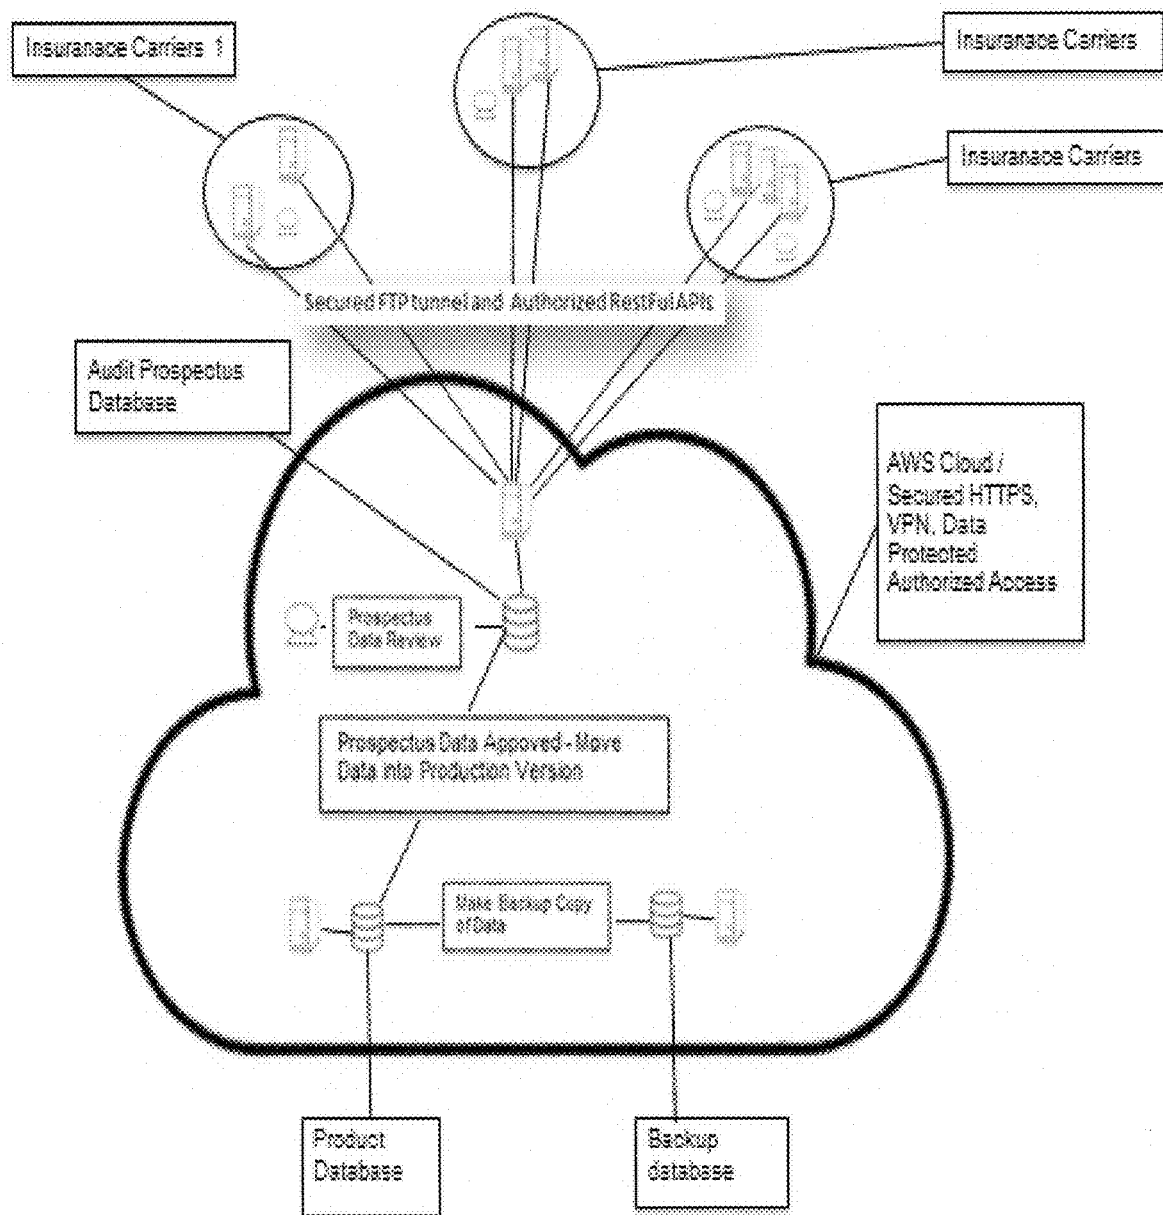 Insuranace Carriers 1
Insuranace Carriers
Insuranace Carriers
Secured FTP tunnel and Authorized RestFul APIs
Audit Prospectus
Database
AWS Cloud /
Secured HTTPS,
VPN, Data
Protected
Authorized Access
Prospectus
Data Review
Prospectus Data Appoved - Move
Data into Production Version
Make Backup Copy
of Data
Product
Database
Backup
database